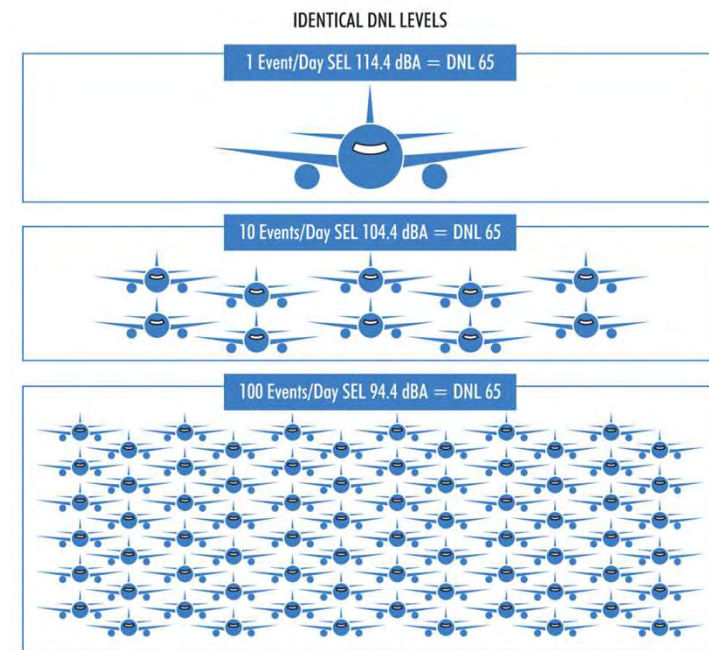 IDENTICAL DNL LEVELS
1 Event/Day SEL 114.4 dBA = DNL 65
10 Events/Day SEL 104.4 dBA = DNL 65
100 Events/Day SEL 94.4 dBA = DNL 65